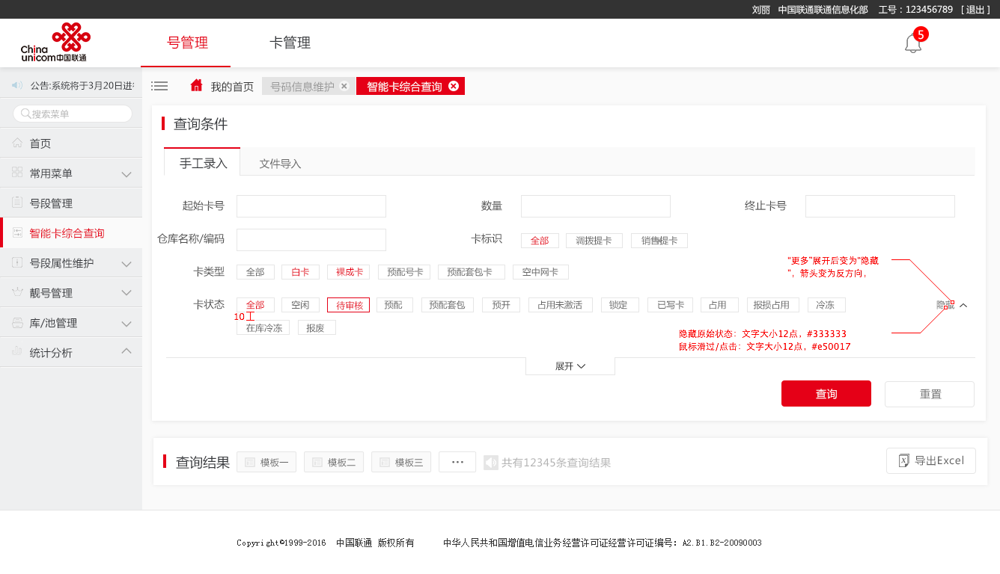 刘丽 中国联通联通信息化部 工号：123456789 [ 退出 ]
China unicom中国联通
号管理 卡管理
5
公告:系统将于3月20日进行
我的首页 号码信息维护 智能卡综合查询
搜索菜单
首页
常用菜单
号段管理
智能卡综合查询
号段属性维护
靓号管理
库/池管理
统计分析
查询条件
手工录入 文件导入
起始卡号 数量 终止卡号
仓库名称/编码 卡标识 全部 调拨提卡 销售提卡
卡类型 全部 白卡 裸成卡 预配号卡 预配套包卡 空中网卡
"更多"展开后变为"隐藏
"，箭头变为反方向，
卡状态 全部 空闲 待审核 预配 预配套包 预开 占用未激活 锁定 已写卡 占用 报损占用 冷冻 隐藏
10
在库冷冻 报废
隐藏原始状态：文字大小12点，#333333
鼠标滑过/点击：文字大小12点，#e50017
展开
查询 重置
查询结果 模板一 模板二 模板三 ··· 共有12345条查询结果 导出Excel
Copyright©1999-2016 中国联通 版权所有 中华人民共和国增值电信业务经营许可证经营许可证编号：A2.B1.B2-20090003